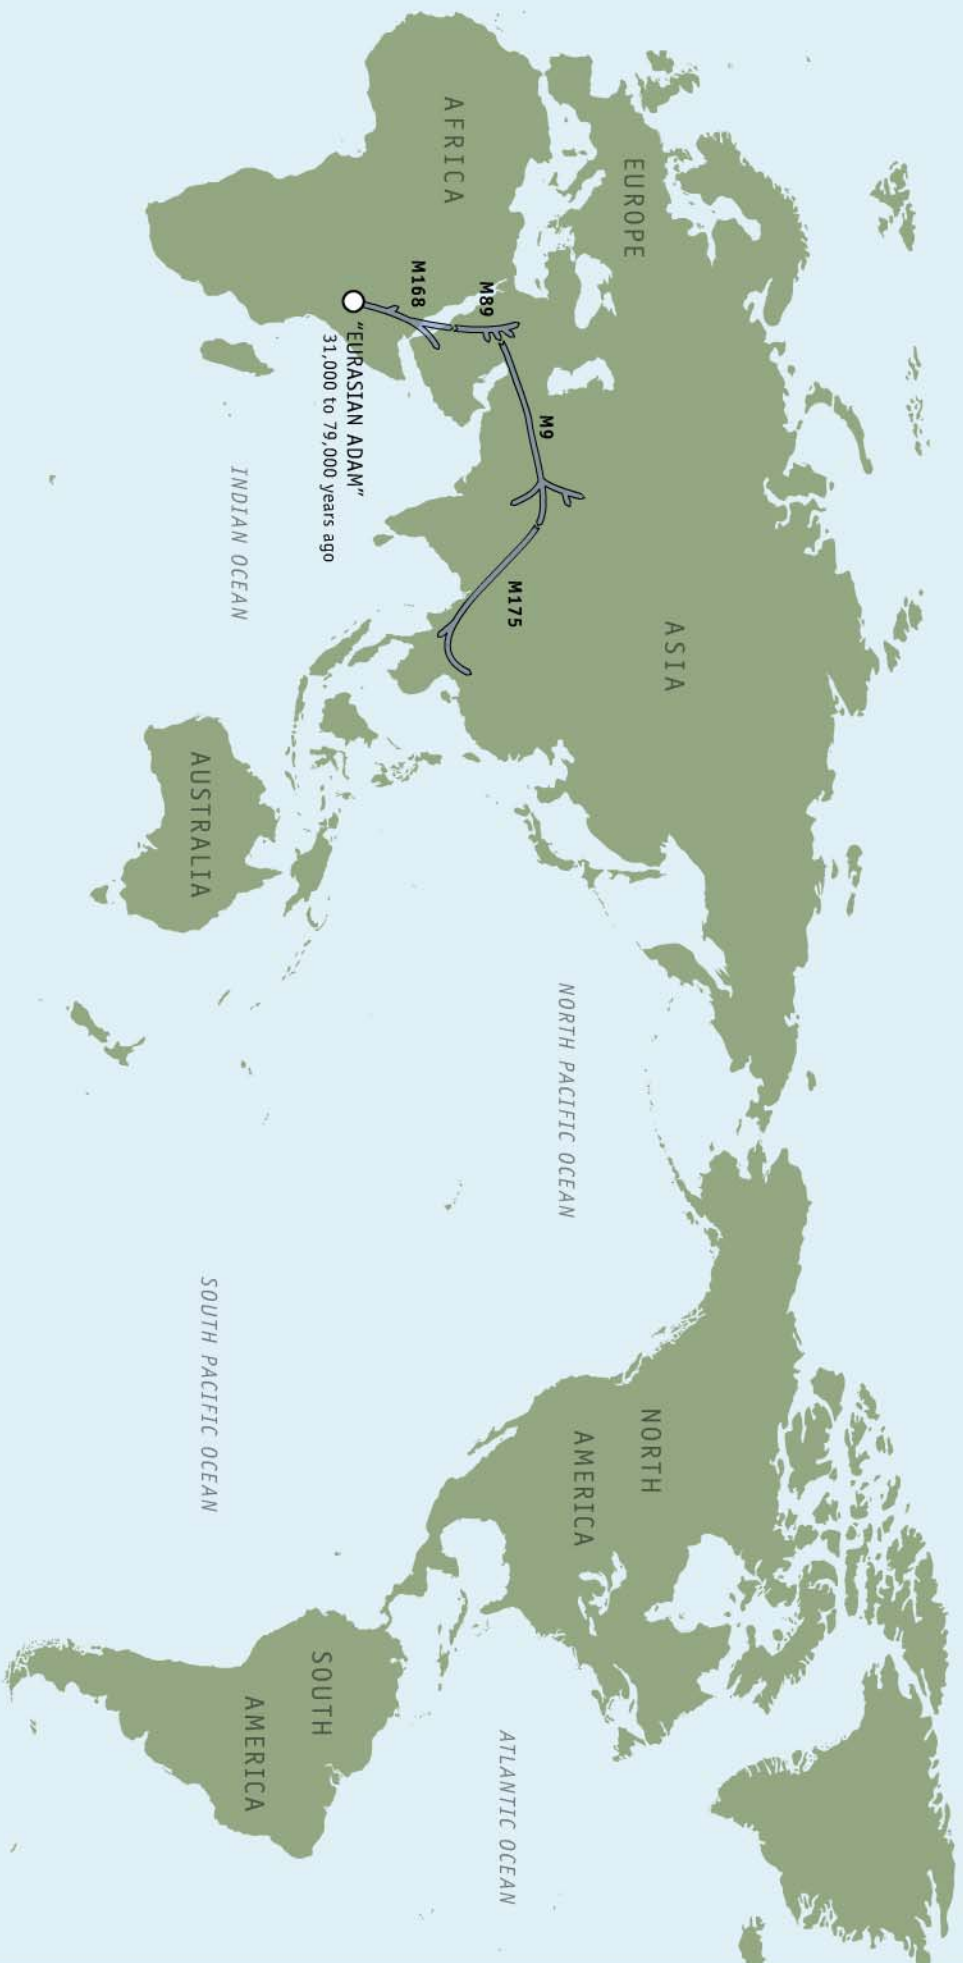 EUROPE
AFRICA
ASIA
NORTH
AMERICA
M9
M175
M89
M168
"EURASIAN ADAM"
31,000 to 79,000 years ago
NORTH PACIFIC OCEAN
ATLANTIC OCEAN
INDIAN OCEAN
AUSTRALIA
SOUTH PACIFIC OCEAN
SOUTH
AMERICA